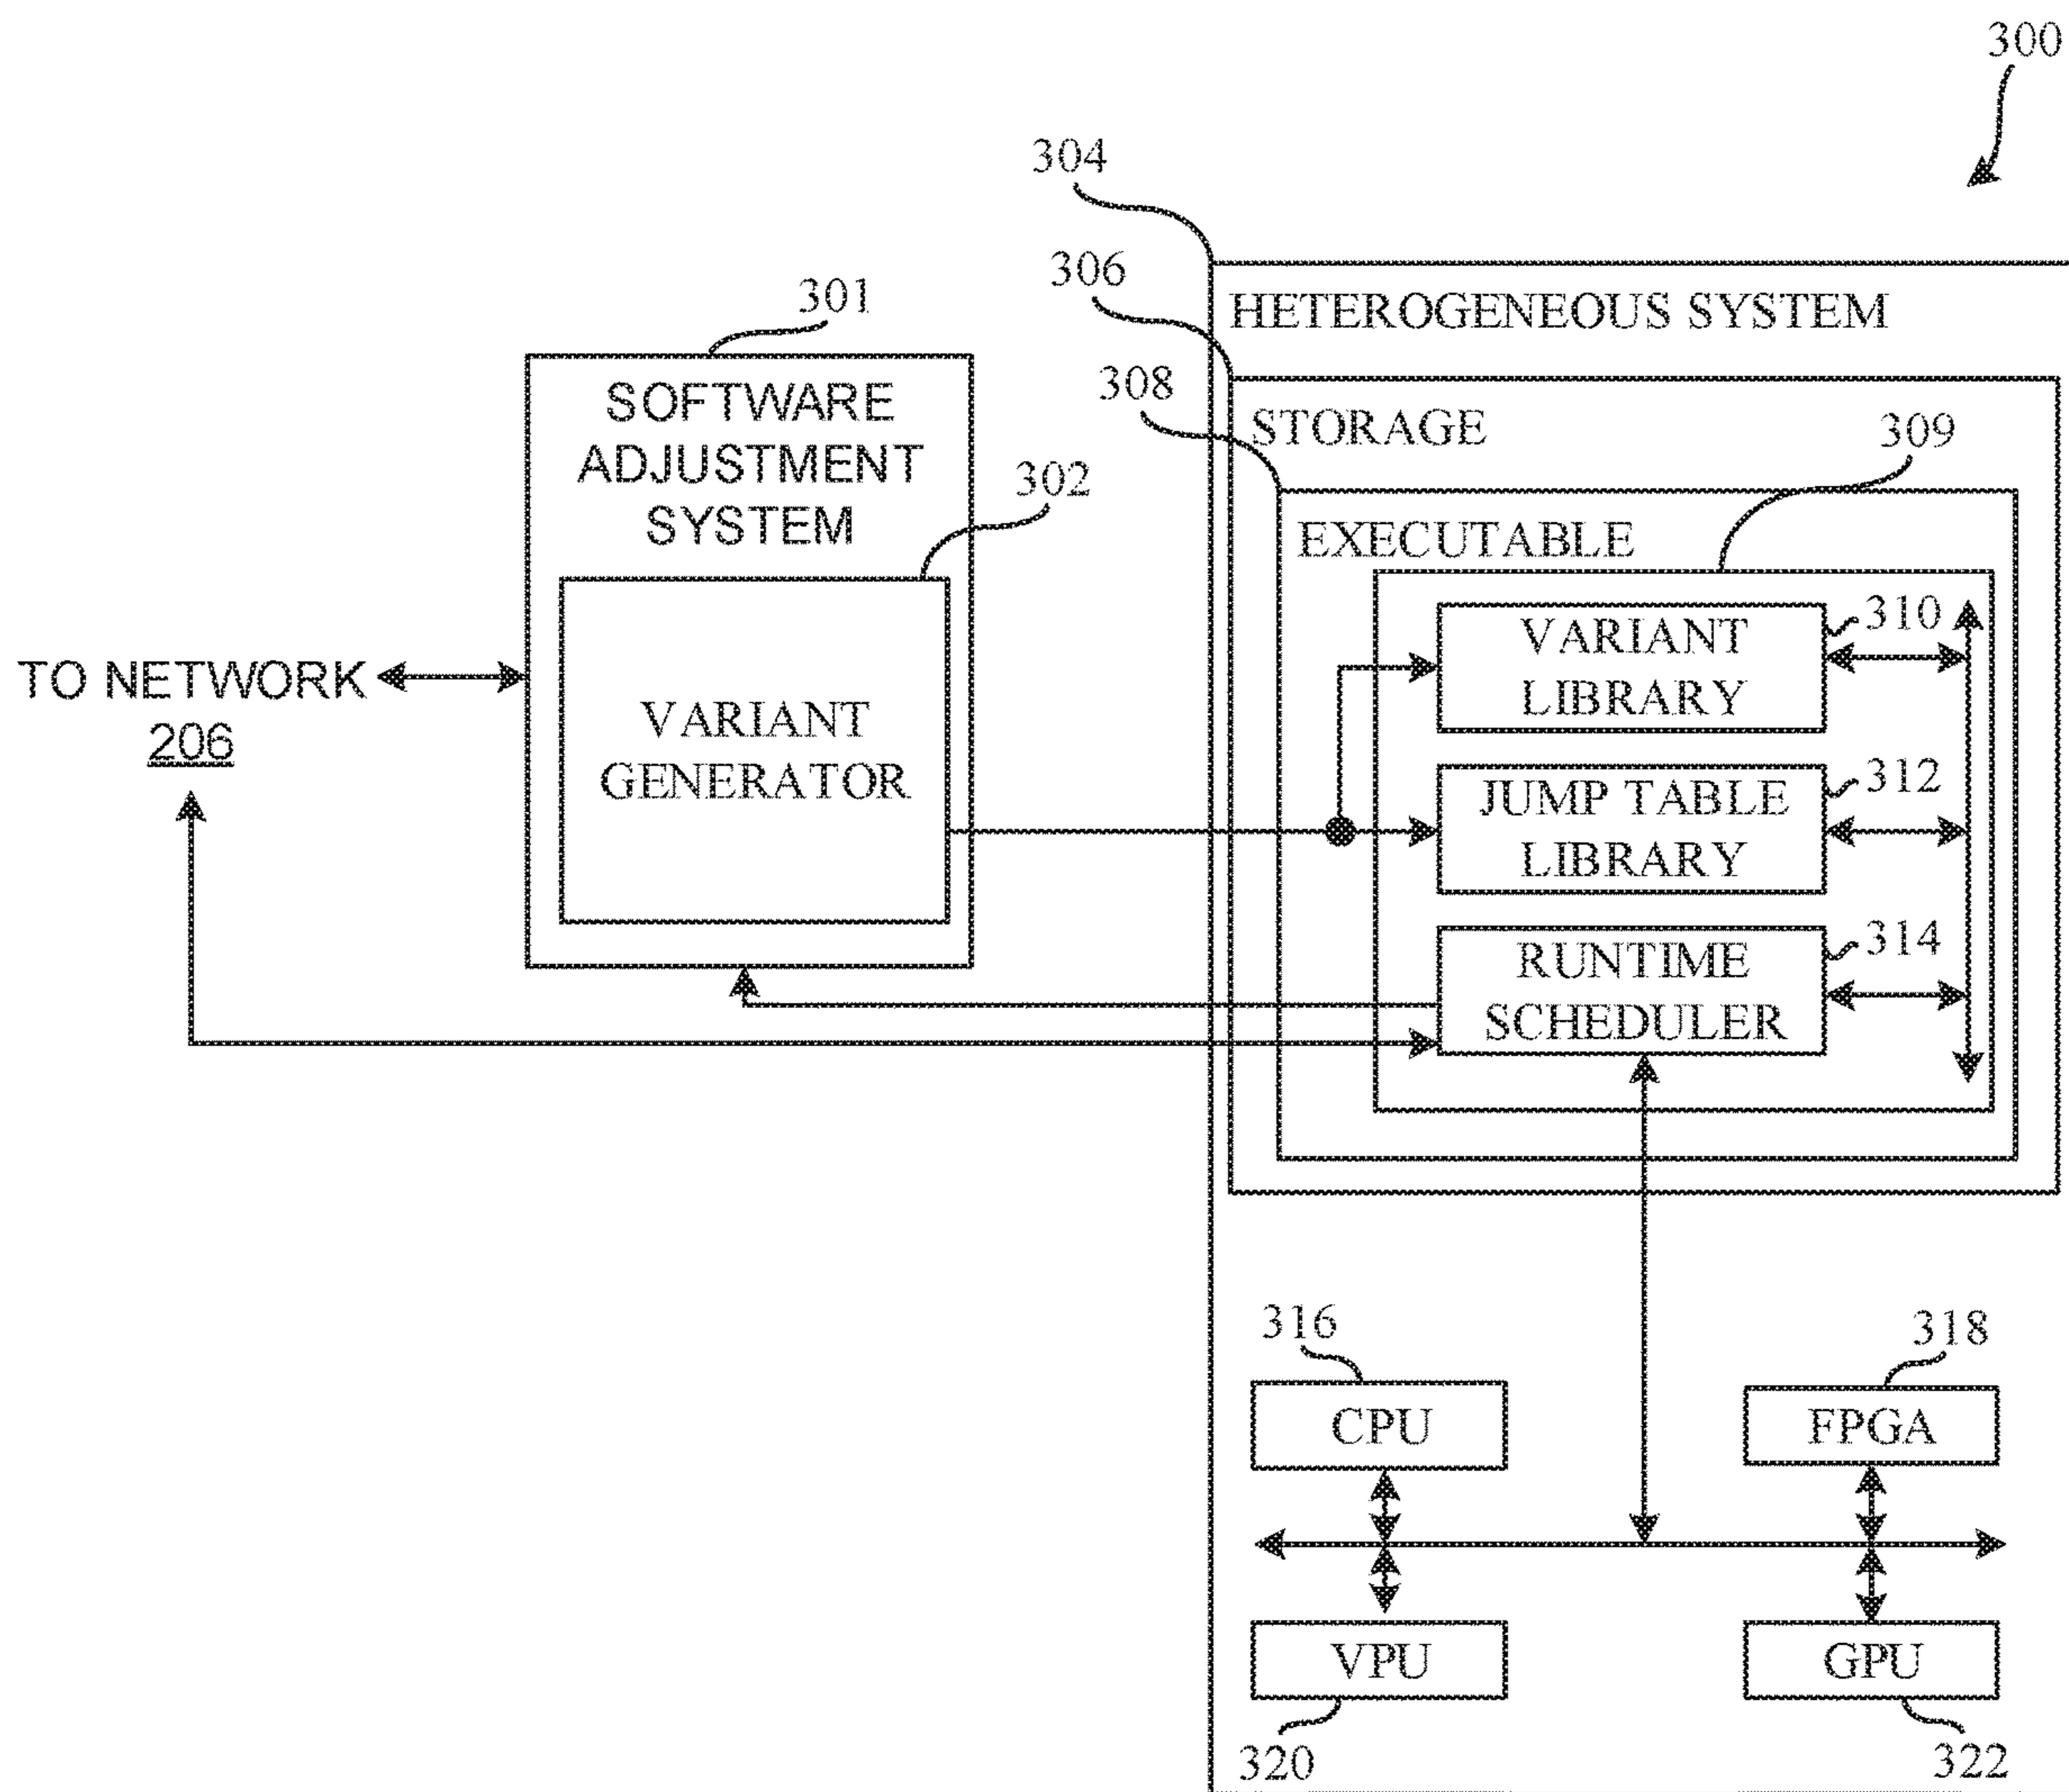 300
304
306
HETEROGENEOUS SYSTEM
301
308
STORAGE
309
SOFTWARE
ADJUSTMENT
SYSTEM
302
EXECUTABLE
VARIANT
LIBRARY
310
TO NETWORK
206
VARIANT
GENERATOR
JUMP TABLE
LIBRARY
312
RUNTIME
SCHEDULER
314
316
318
CPU
FPGA
VPU
GPU
320
322